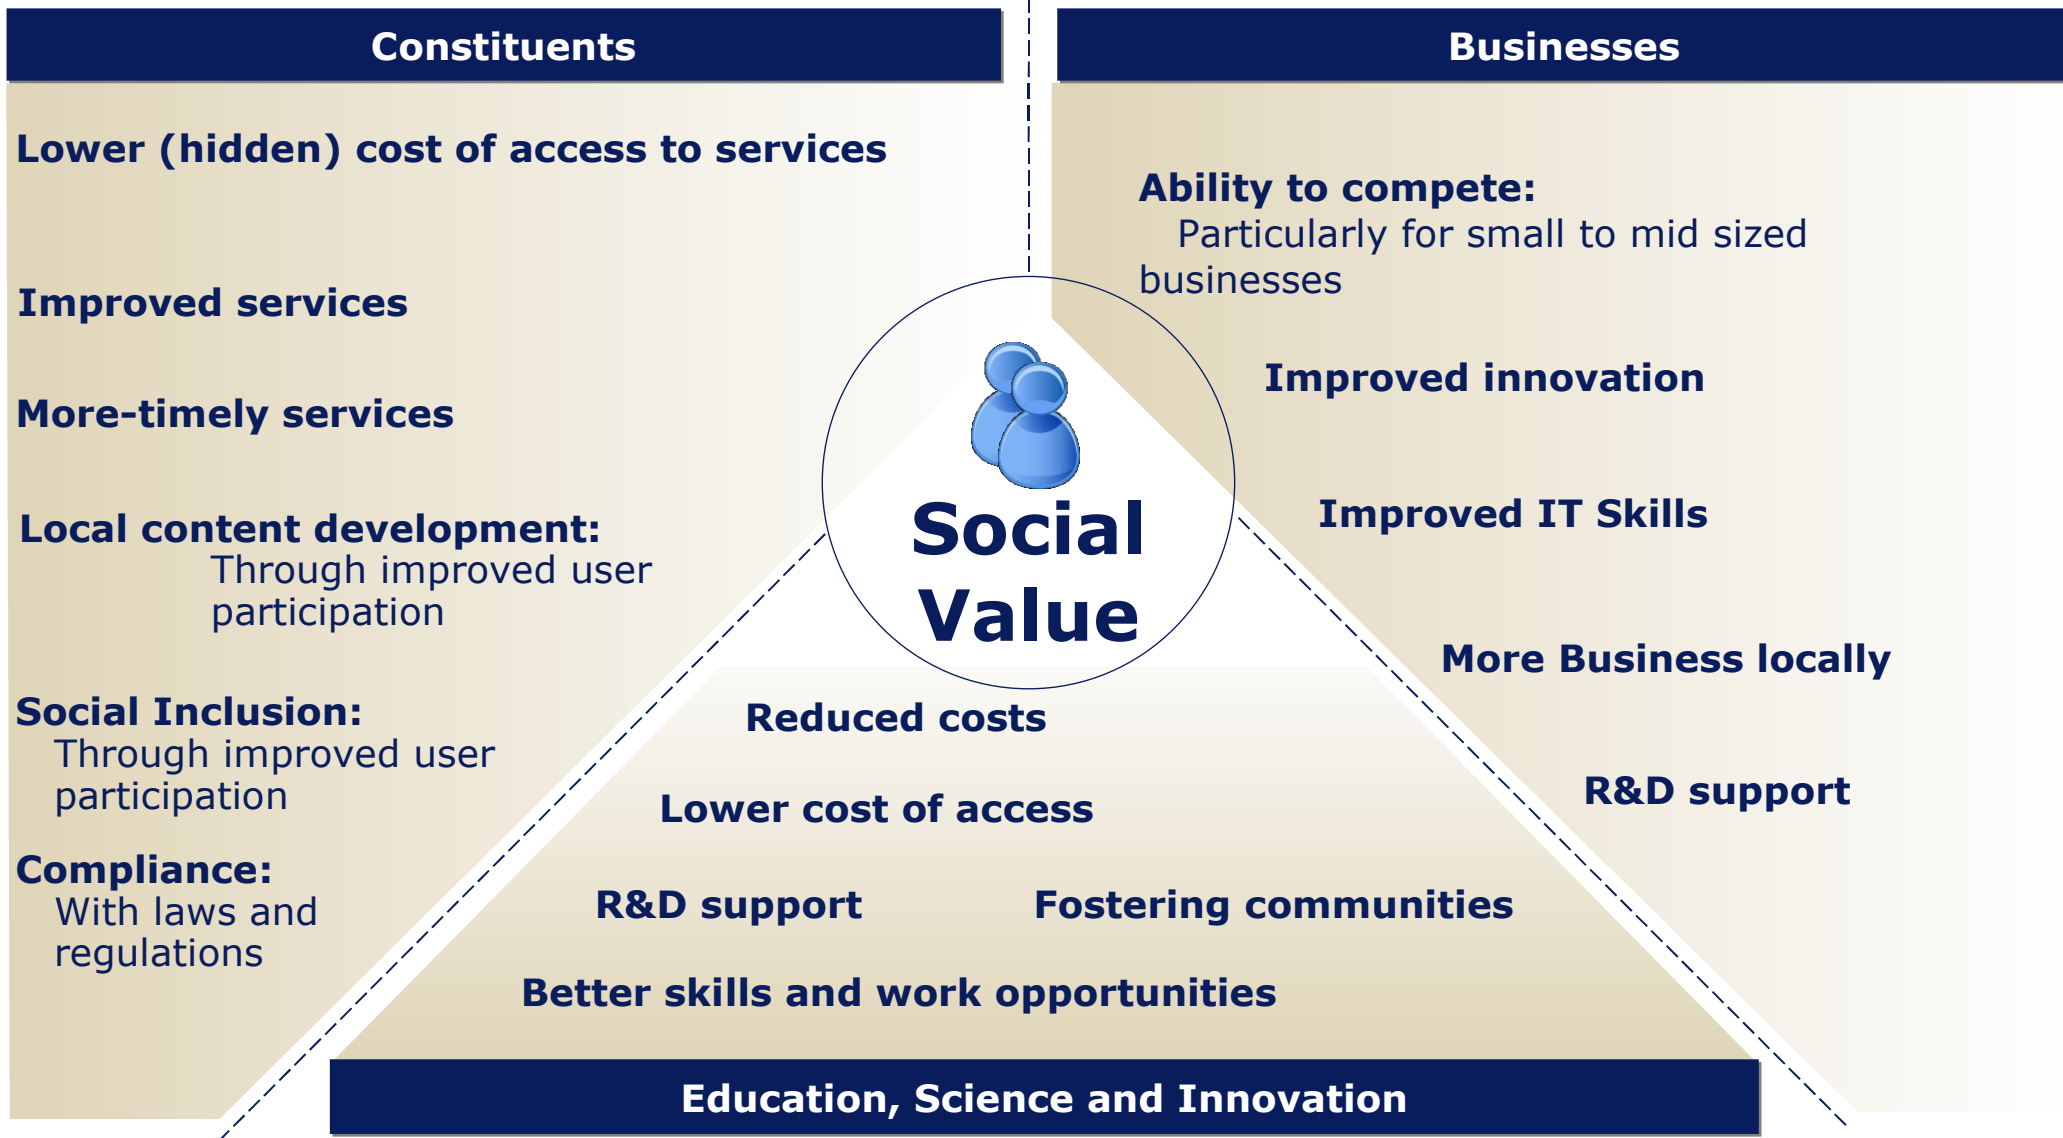 Constituents
Lower (hidden) cost of access to services
Improved services
More-timely services
Local content development:
Through improved user
participation
Social Inclusion:
Through improved user
participation
Compliance:
With laws and
regulations
Businesses
Ability to compete:
Particularly for small to mid sized
businesses
Improved innovation
Improved IT Skills
More Business locally
R&D support
Social
Value
Reduced costs
Lower cost of access
R&D support
Fostering communities
Better skills and work opportunities
Education, Science and Innovation